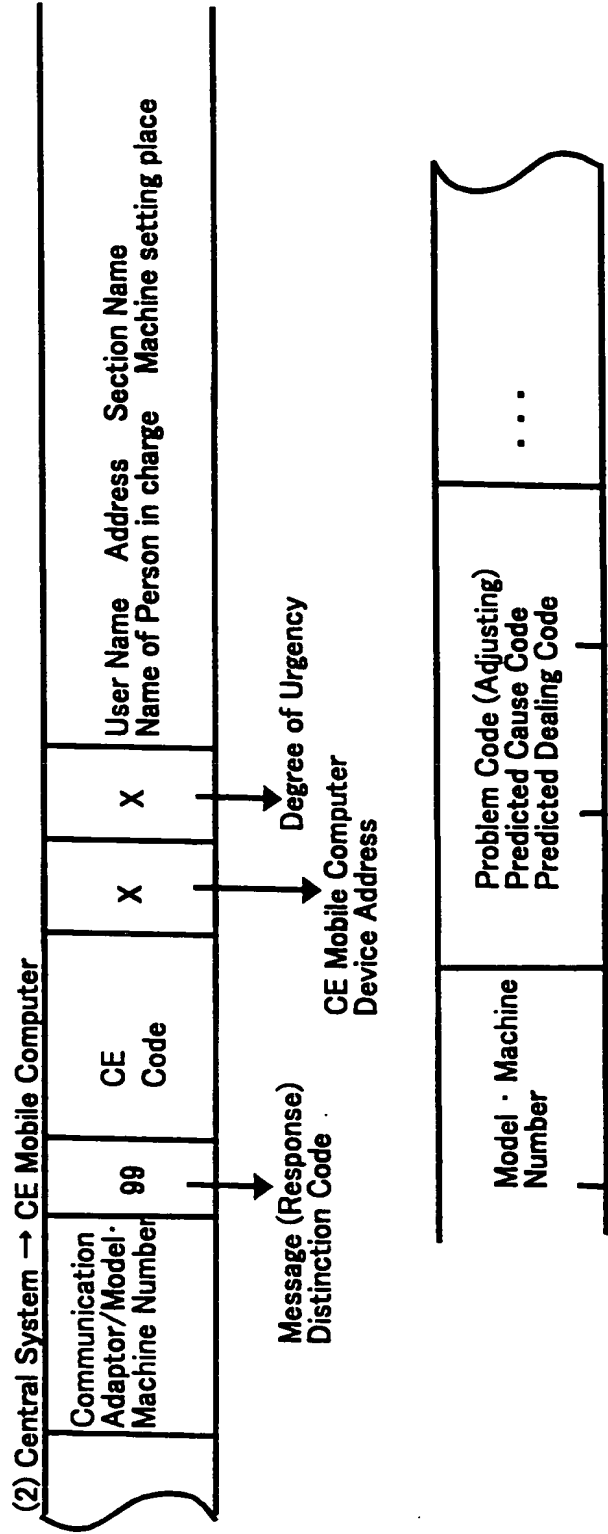 (2) Central System → CE Mobile Computer
Communication
Adaptor/Model·
Machine Number
99
CE
Code
X
X
User Name Address Section Name
Name of Person in charge Machine setting place
Message (Response)
Distinction Code
CE Mobile Computer
Device Address
Degree of Urgency
Model · Machine
Number
Problem Code (Adjusting)
Predicted Cause Code
Predicted Dealing Code
...